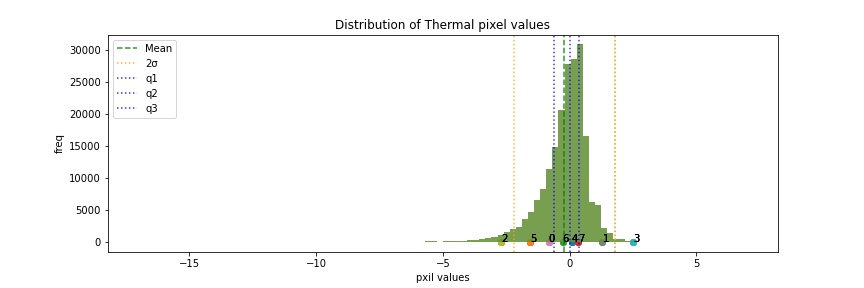 Distribution of Thermal pixel values
Mean
2σ
q1
q2
q3
freq
30000
25000
20000
15000
10000
5000
0
2 5 0 6 4 7 1 3
−15 −10 −5 0 5
pxil values